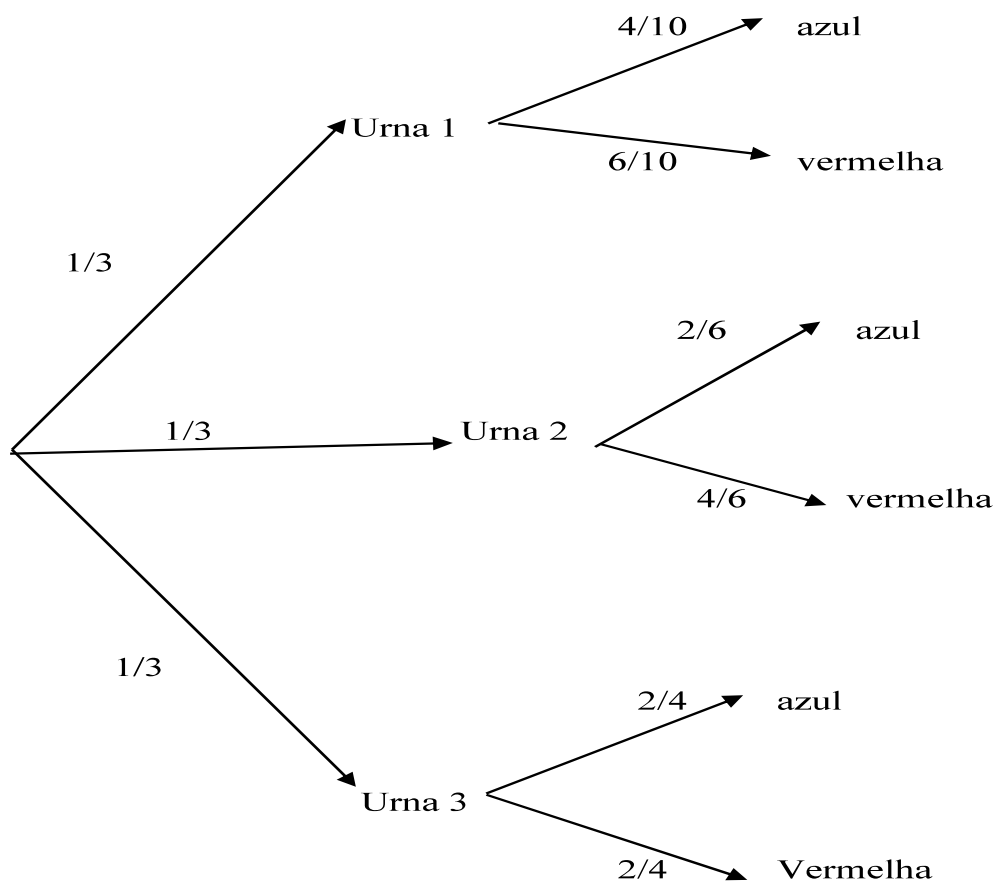 4/10 azul
Urna 1
6/10 vermelha
1/3
2/6 azul
1/3 Urna 2
4/6 vermelha
1/3
2/4 azul
Urna 3
2/4 Vermelha